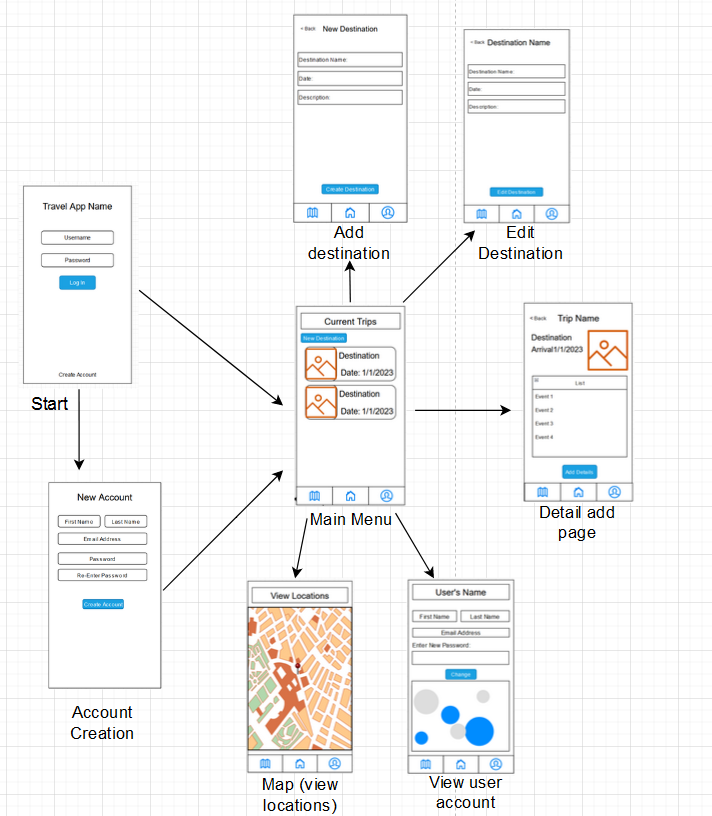 < Back New Destination
Destination Name:
Date:
Description:
Create Destination
Add
destination
< Back Destination Name
Destination Name:
Date:
Description:
Edit Destination
Edit
Destination
Travel App Name
Username
Password
Log In
Create Account
Start
Current Trips
New Destination
Destination
Date: 1/1/2023
Destination
Date: 1/1/2023
Main Menu
< Back Trip Name
Destination
Arrival1/1/2023
List
Event 1
Event 2
Event 3
Event 4
Add Details
Detail add
page
New Account
First Name Last Name
Email Address
Password
Re-Enter Password
Create Account
Account
Creation
View Locations
Map (view
locations)
User's Name
First Name Last Name
Email Address
Enter New Password:
Change
View user
account